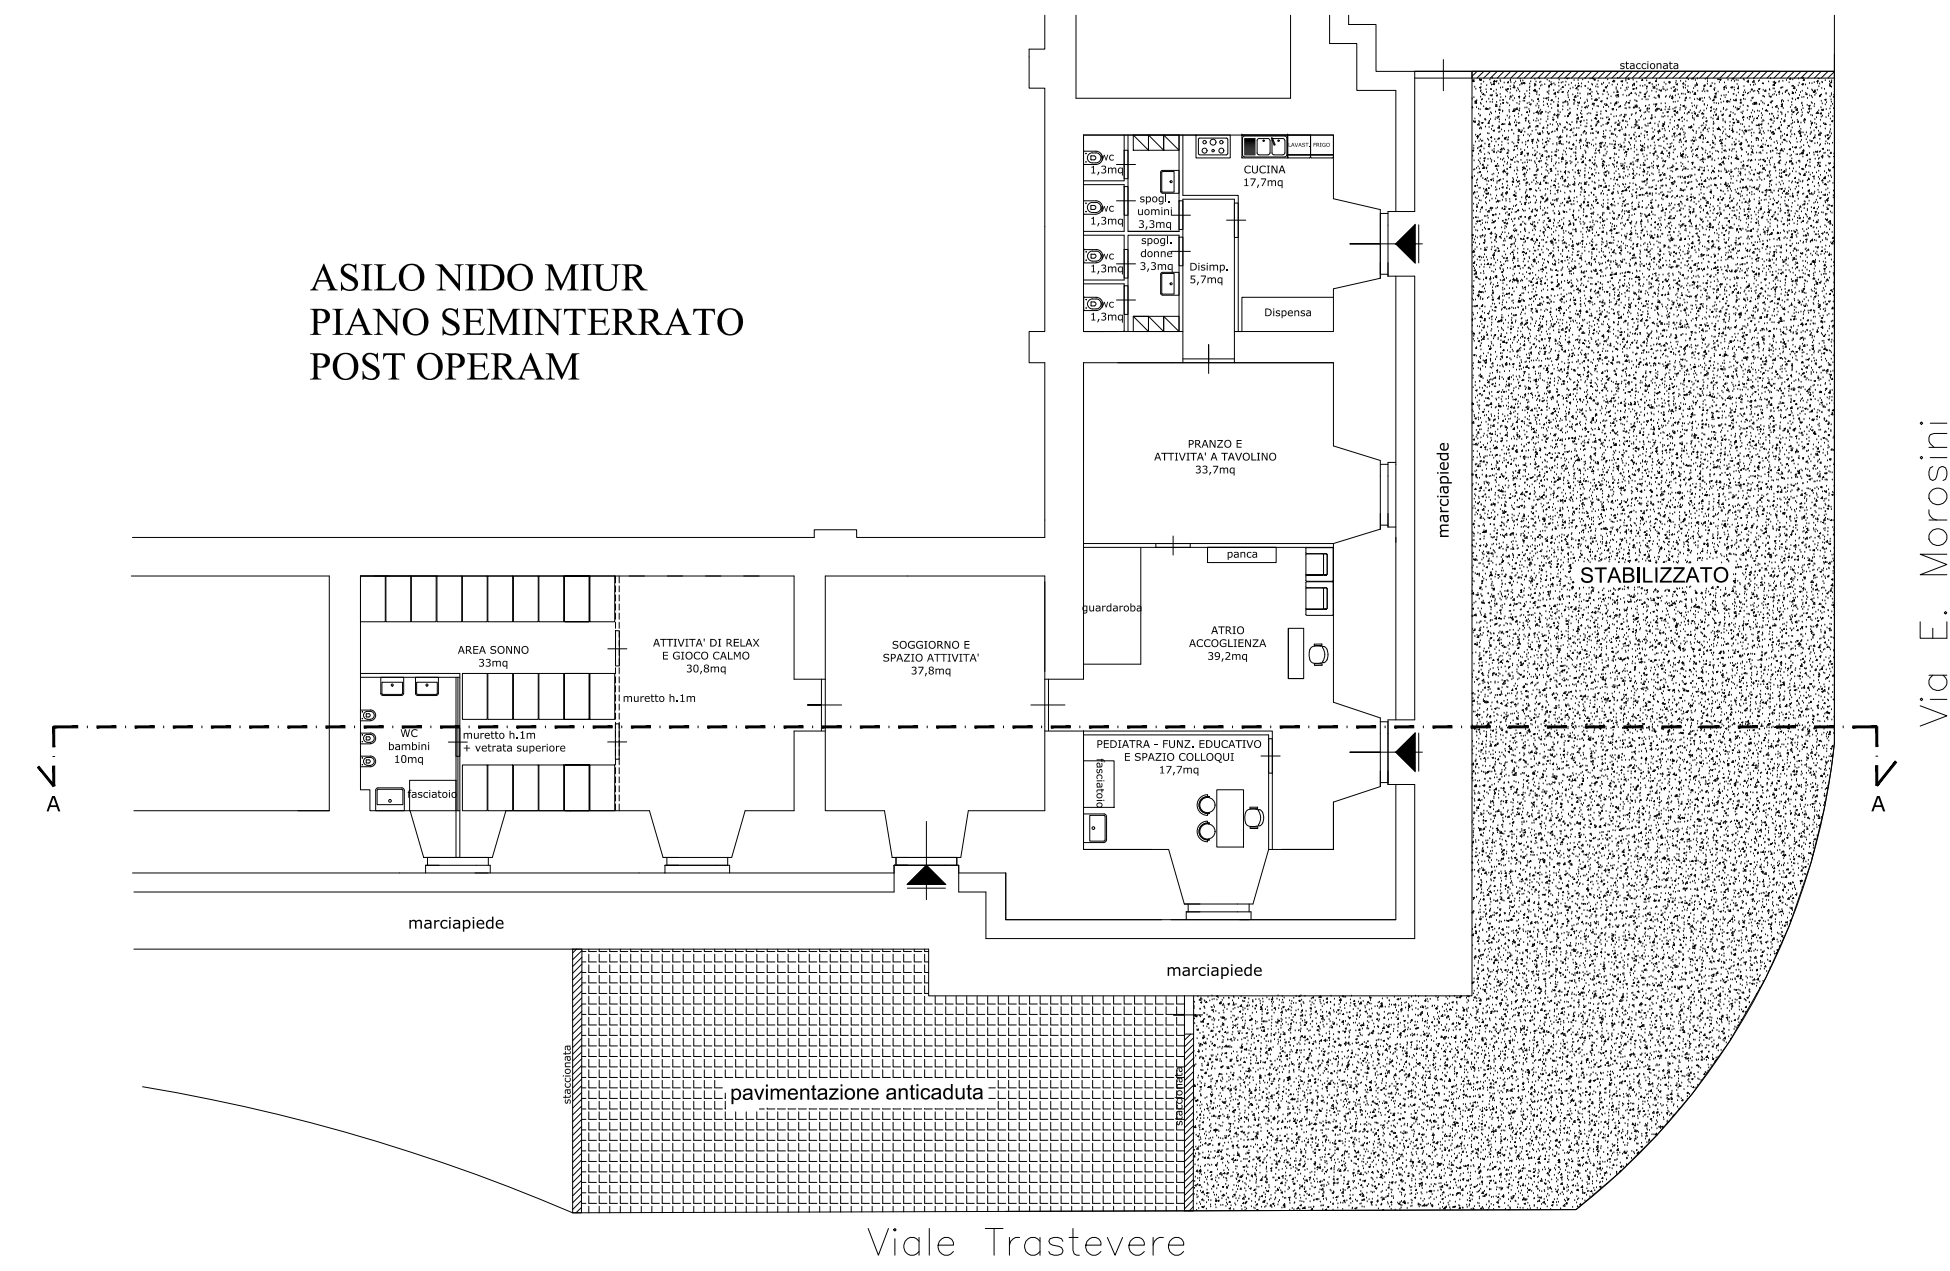 staccionata
wc
1,3mq
wc
1,3mq
wc
1,3mq
wc
1,3mq
spogl.
uomini
3,3mq
spogl.
donne
3,3mq
Disimp.
5,7mq
LAVAST.
FRIGO
CUCINA
17,7mq
Dispensa
ASILO NIDO MIUR
PIANO SEMINTERRATO
POST OPERAM
PRANZO E
ATTIVITA' A TAVOLINO
33,7mq
marciapiede
Via E. Morosini
STABILIZZATO
panca
guardaroba
ATRIO
ACCOGLIENZA
39,2mq
AREA SONNO
33mq
ATTIVITA' DI RELAX
E GIOCO CALMO
30,8mq
muretto h.1m
SOGGIORNO E
SPAZIO ATTIVITA'
37,8mq
WC
bambini
10mq
muretto h.1m
+ vetrata superiore
fasciatoio
PEDIATRA - FUNZ. EDUCATIVO
E SPAZIO COLLOQUI
17,7mq
fasciatoio
A
A
marciapiede
marciapiede
staccionata
pavimentazione anticaduta
staccionata
Viale Trastevere